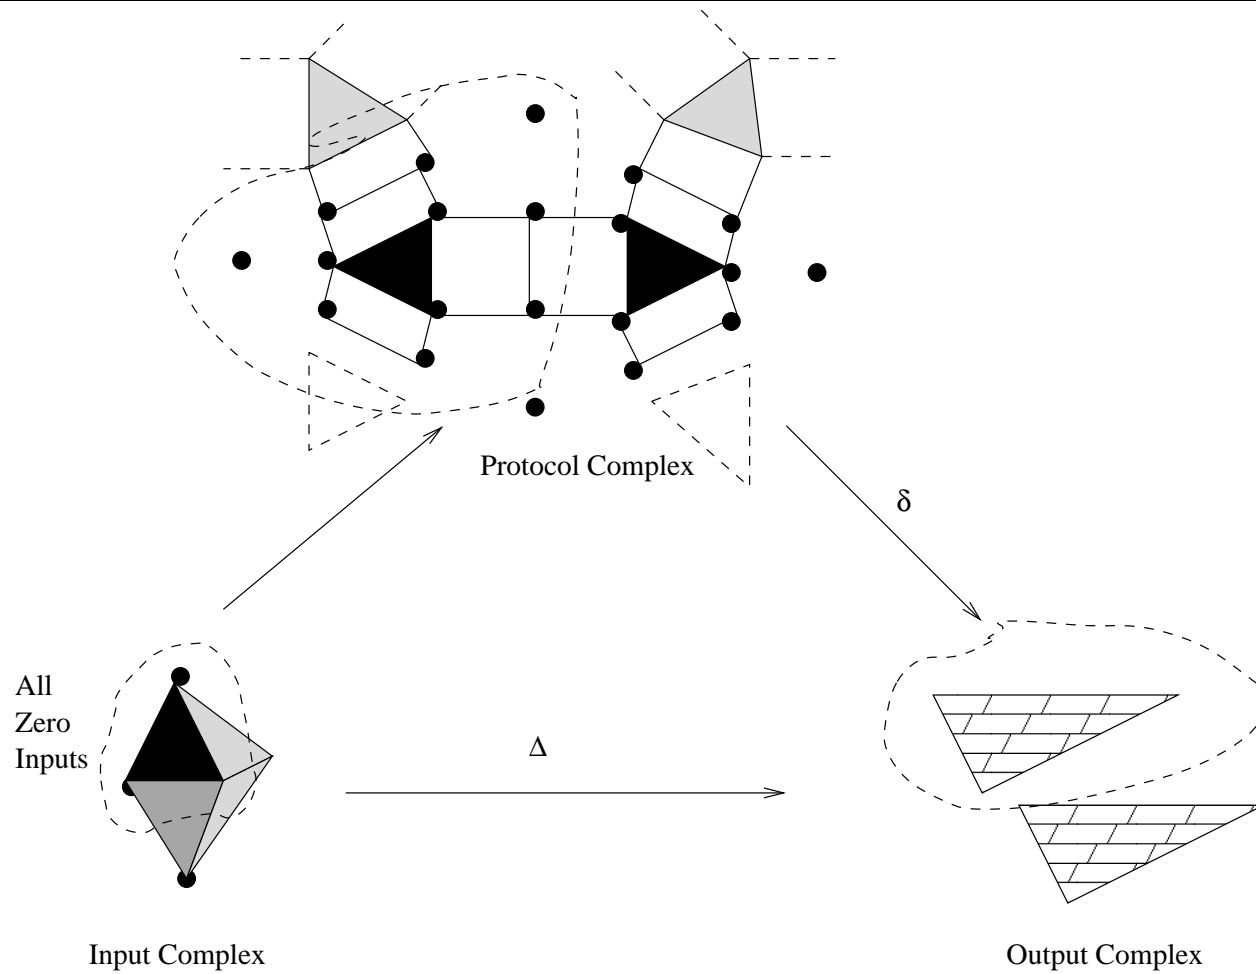 Protocol Complex
δ
All
Zero
Inputs
Δ
Input Complex
Output Complex